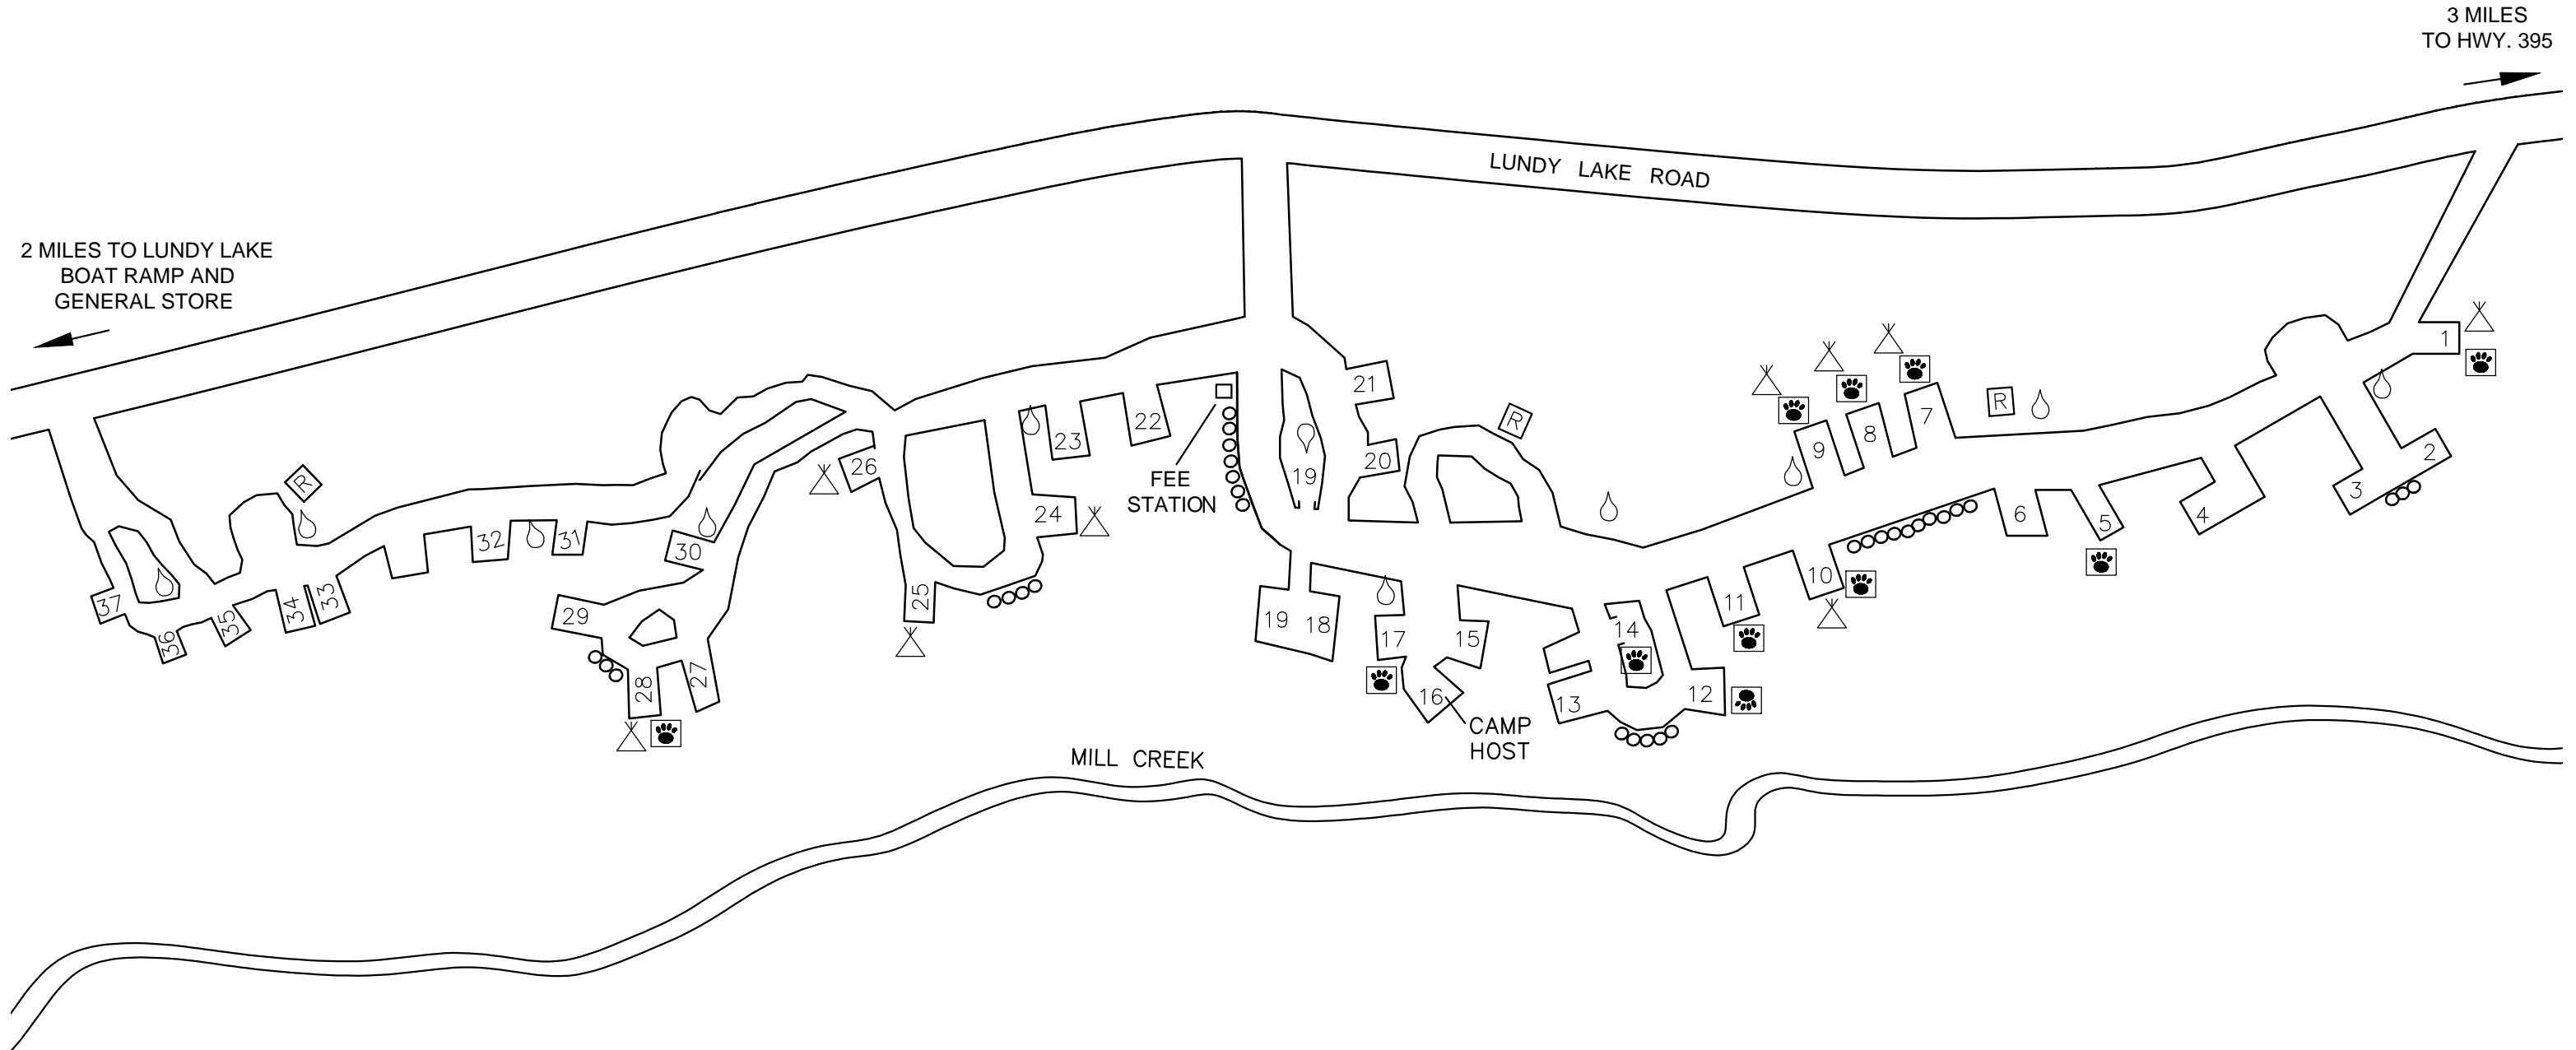 3 MILES
TO HWY. 395
LUNDY LAKE ROAD
2 MILES TO LUNDY LAKE
BOAT RAMP AND
GENERAL STORE
1
21
7
R
22
8
23
20
9
2
26
19
FEE
STATION
R
R
3
24
6
4
5
32
31
30
10
37
34
33
25
11
29
19
18
14
36
35
17
15
27
28
16
13
12
CAMP
HOST
MILL CREEK